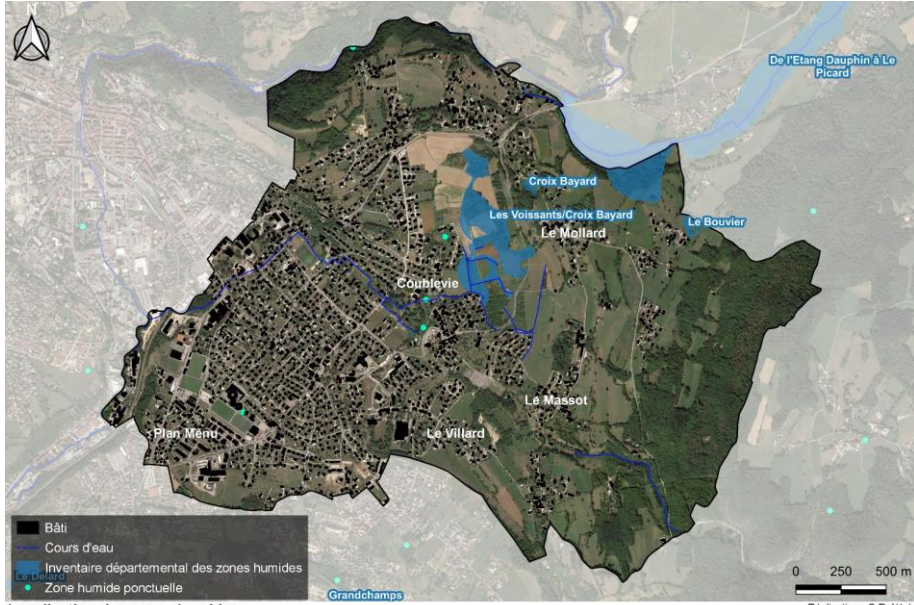 N
De l'Etang Dauphin à Le
Picard
Croix Bayard
Les Voissants/Croix Bayard
Le Bouvier
Le Mollard
Coublevie
Le Massot
Plan Menu
Le Villard
Bâti
Cours d'eau
Inventaire départemental des zones humides
Zone humide ponctuelle
Le Delard
Grandchamps
0 250 500 m